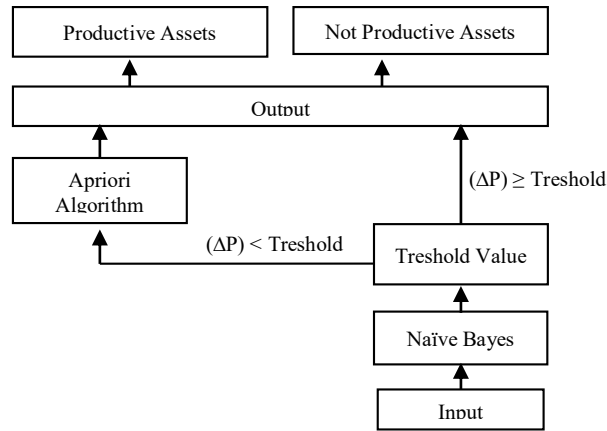 Productive Assets
Not Productive Assets
Output
Apriori
Algorithm
(ΔP) ≥ Treshold
(ΔP) < Treshold
Treshold Value
Naïve Bayes
Input